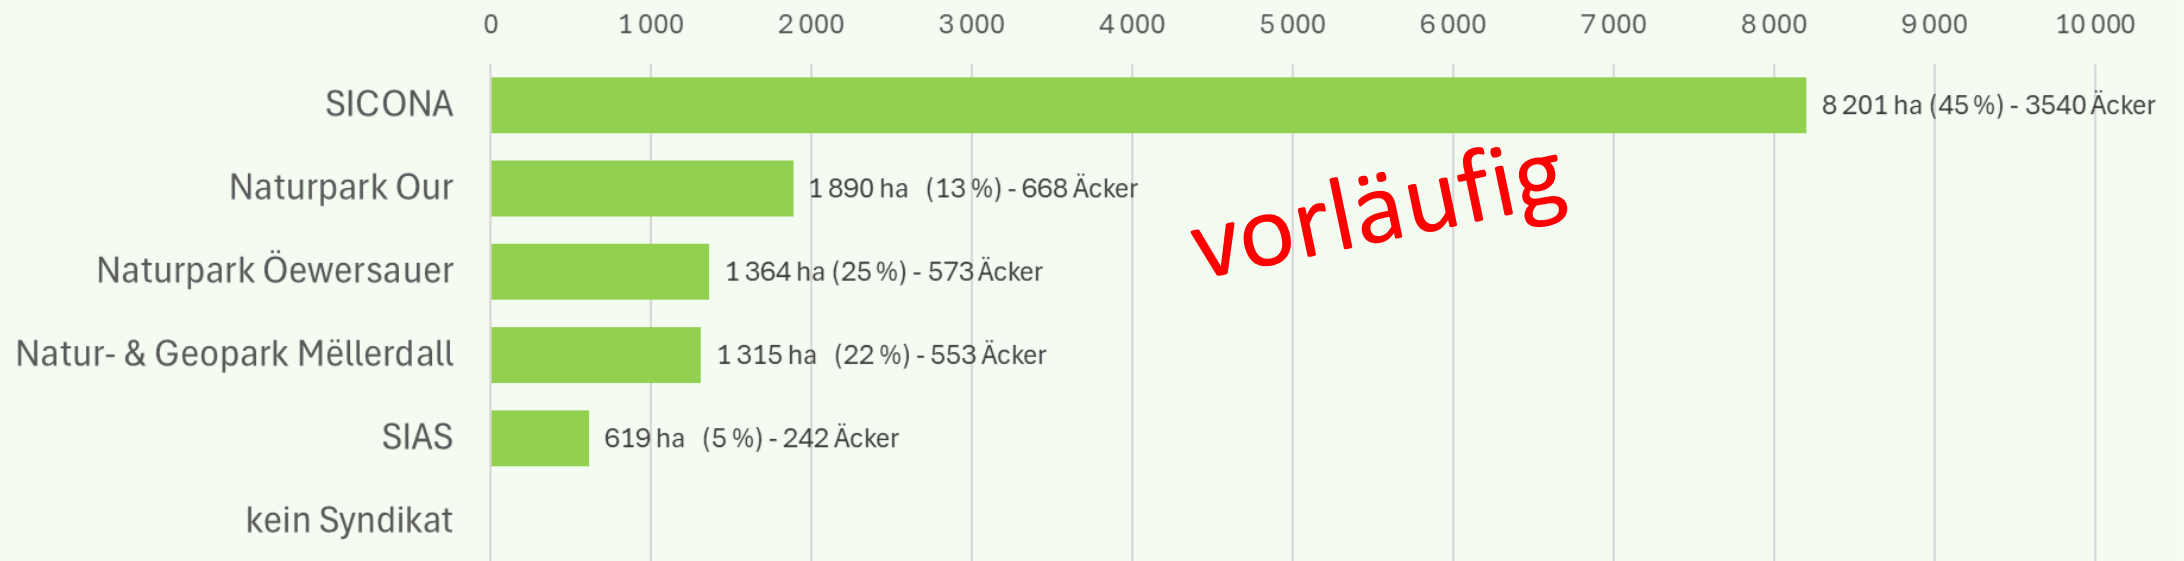 0 1 000 2 000 3 000 4 000 5 000 6 000 7 000 8 000 9 000 10 000
SICONA 8 201 ha (45 %) - 3540 Äcker
Naturpark Our 1 890 ha (13 %) - 668 Äcker
vorläufig
Naturpark Öewersauer 1 364 ha (25 %) - 573 Äcker
Natur- & Geopark Mëllerdall 1 315 ha (22 %) - 553 Äcker
SIAS 619 ha (5 %) - 242 Äcker
kein Syndikat